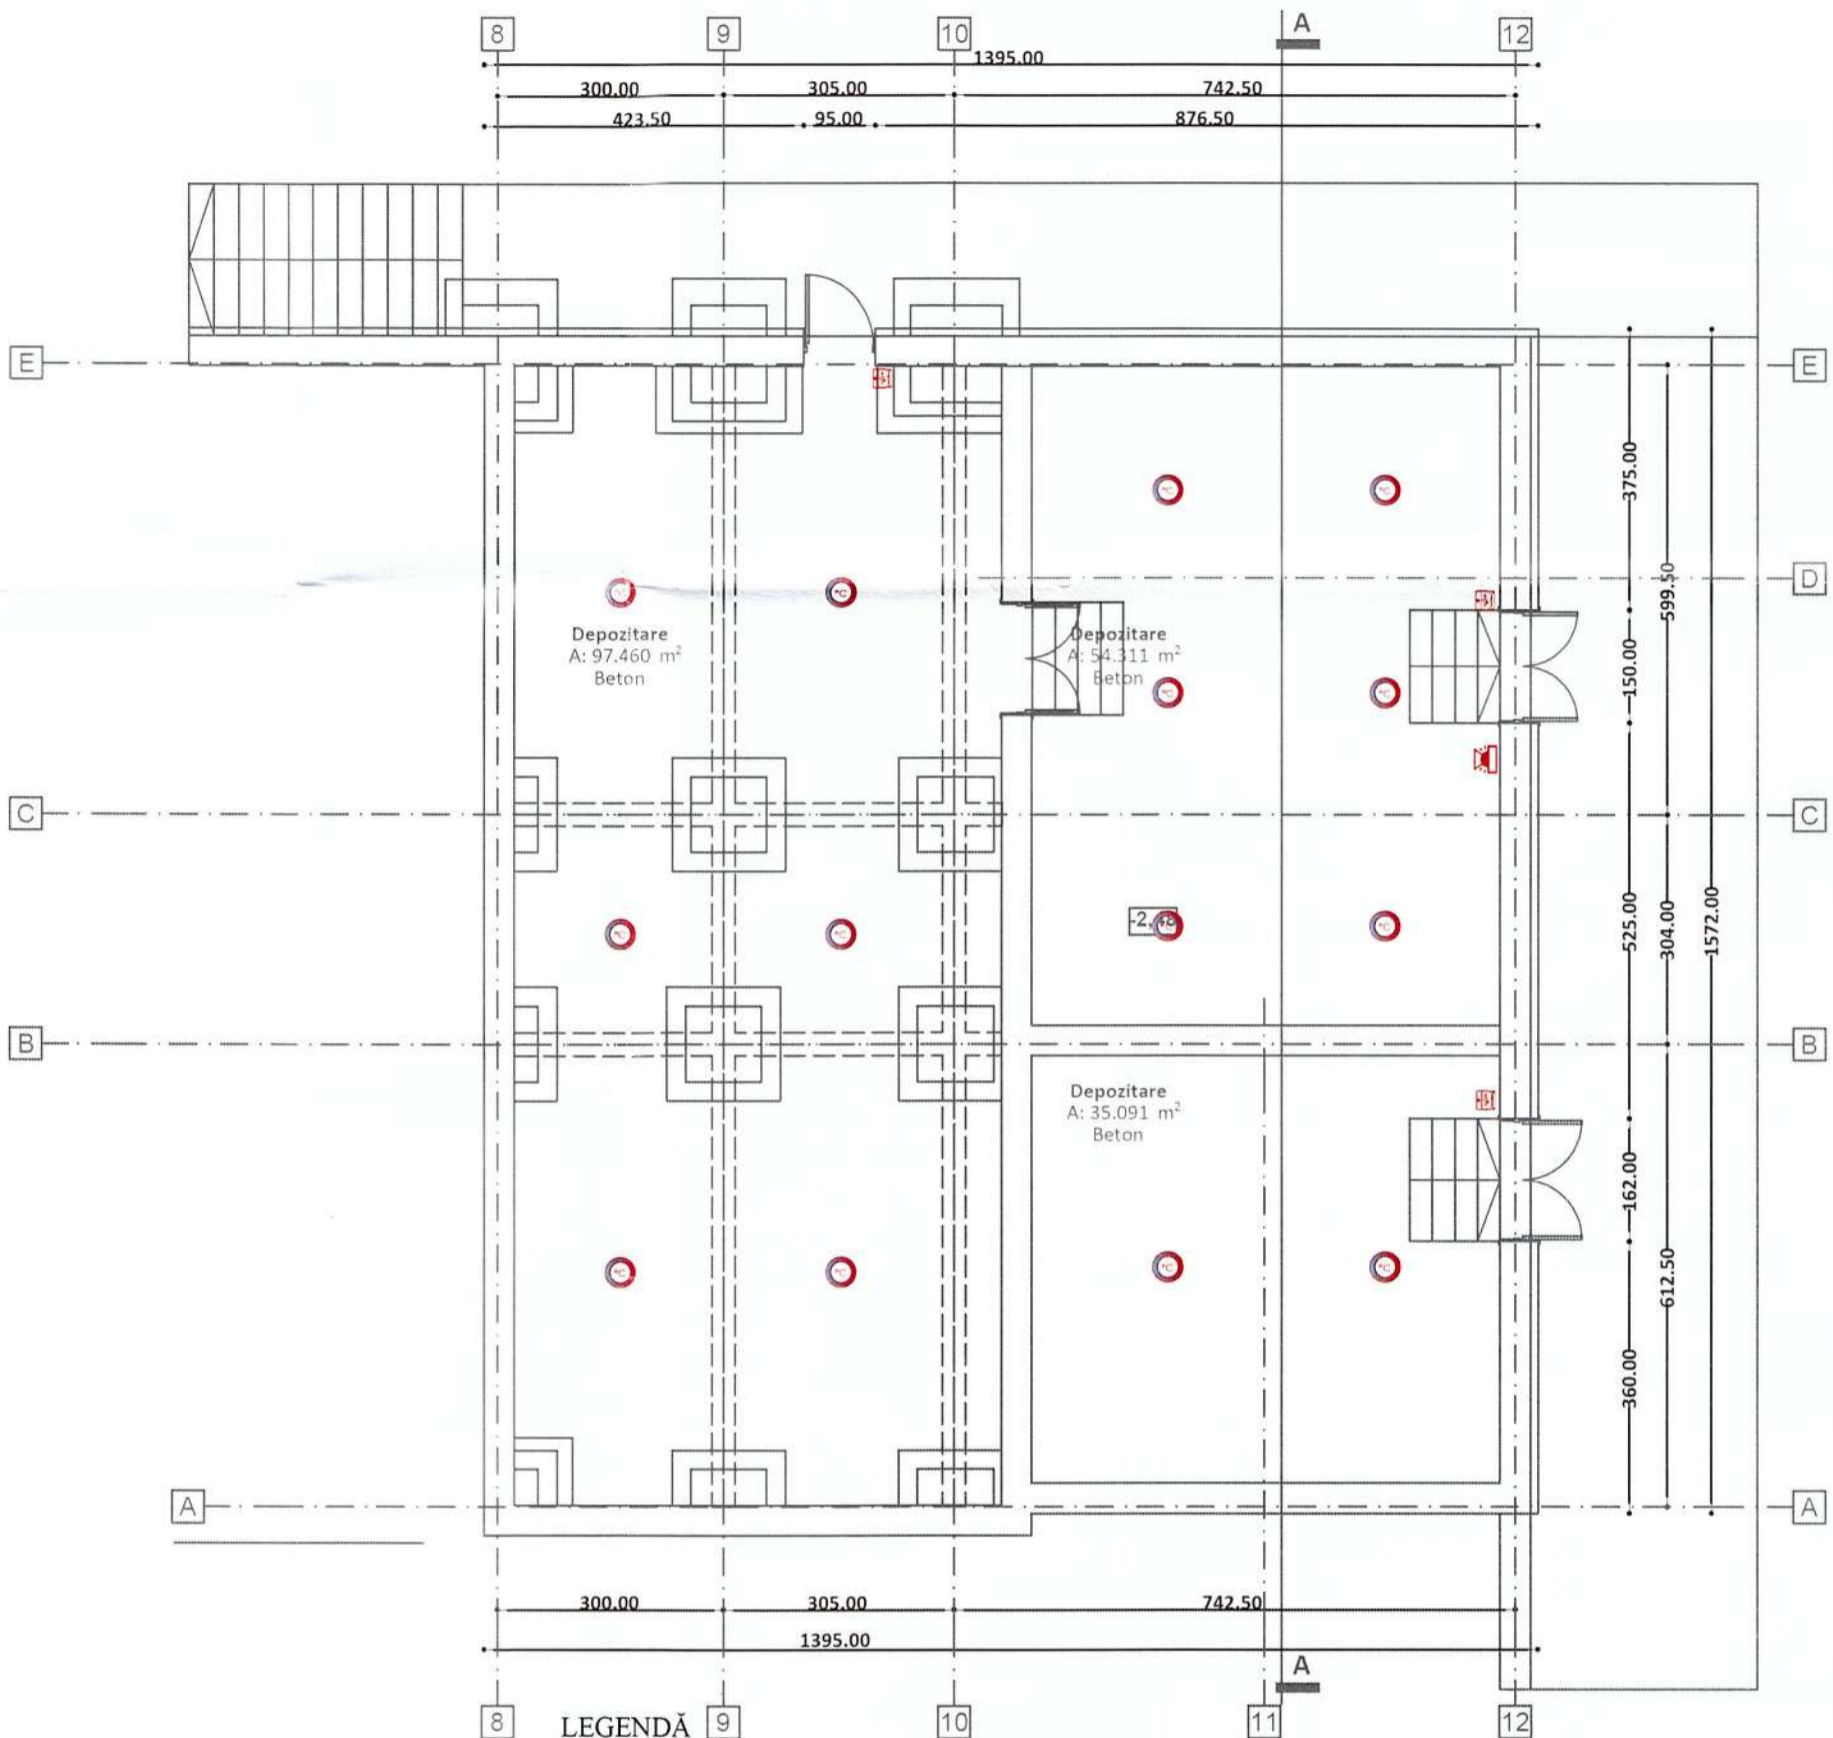 8 9 10 A 12
1395.00
300.00 305.00 742.50
423.50 95.00 876.50
E E
375.00
599.50
D
°C °C
°C °C
Depozitare
A: 97.460 m²
Beton
Depozitare
A: 54.311 m²
Beton
150.00
°C °C
C C
525.00
304.00
1572.00
°C °C
-2,48
°C °C
B B
Depozitare
A: 35.091 m²
Beton
162.00
612.50
°C °C
°C °C
360.00
A A
300.00 305.00 742.50
1395.00
A
8 LEGENDĂ 9 10 11 12